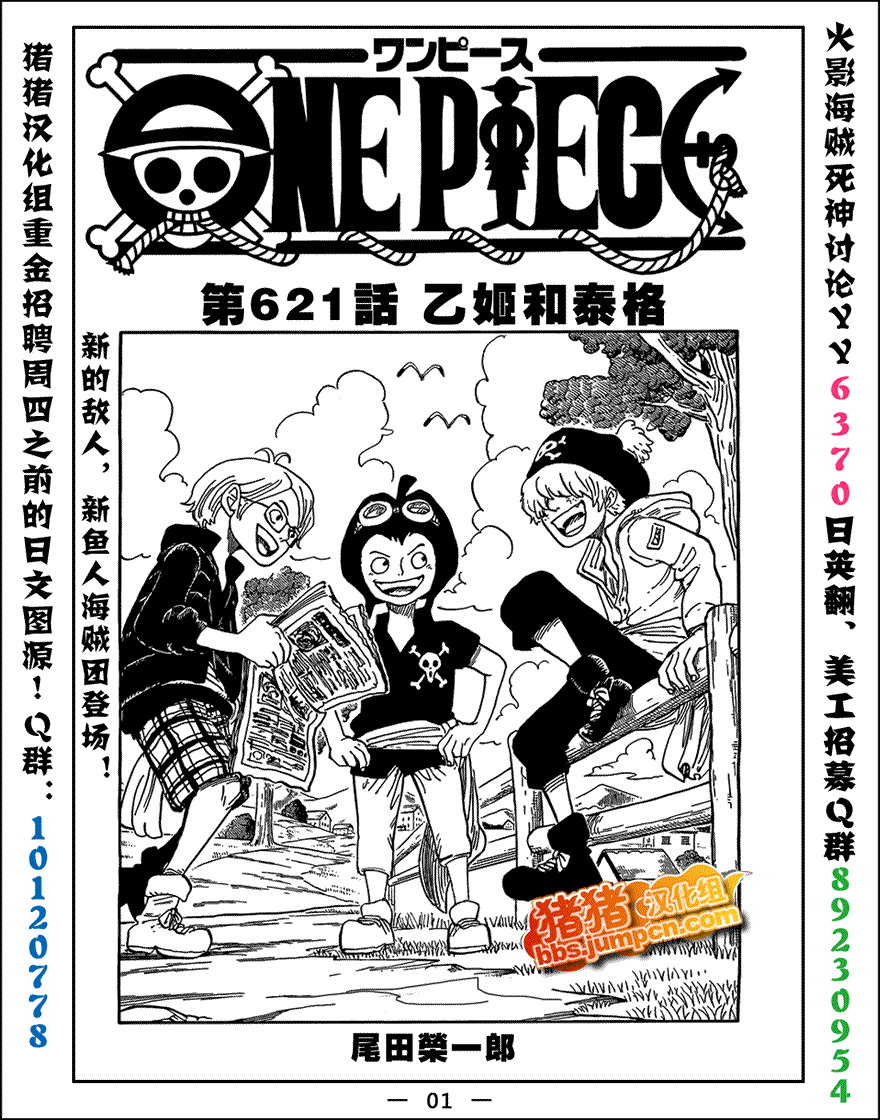 ワンピース
ONE PIECE
第621話 乙姬和泰格
猪猪汉化组重金招聘周四之前的日文图源！Q群：10120778
新的敌人，新鱼人海贼团登场！
火影海贼死神讨论YY6370日英翻、美工招募Q群89230954
猪猪汉化组
bbs.jumpcn.com
尾田榮一郎
— 01 —